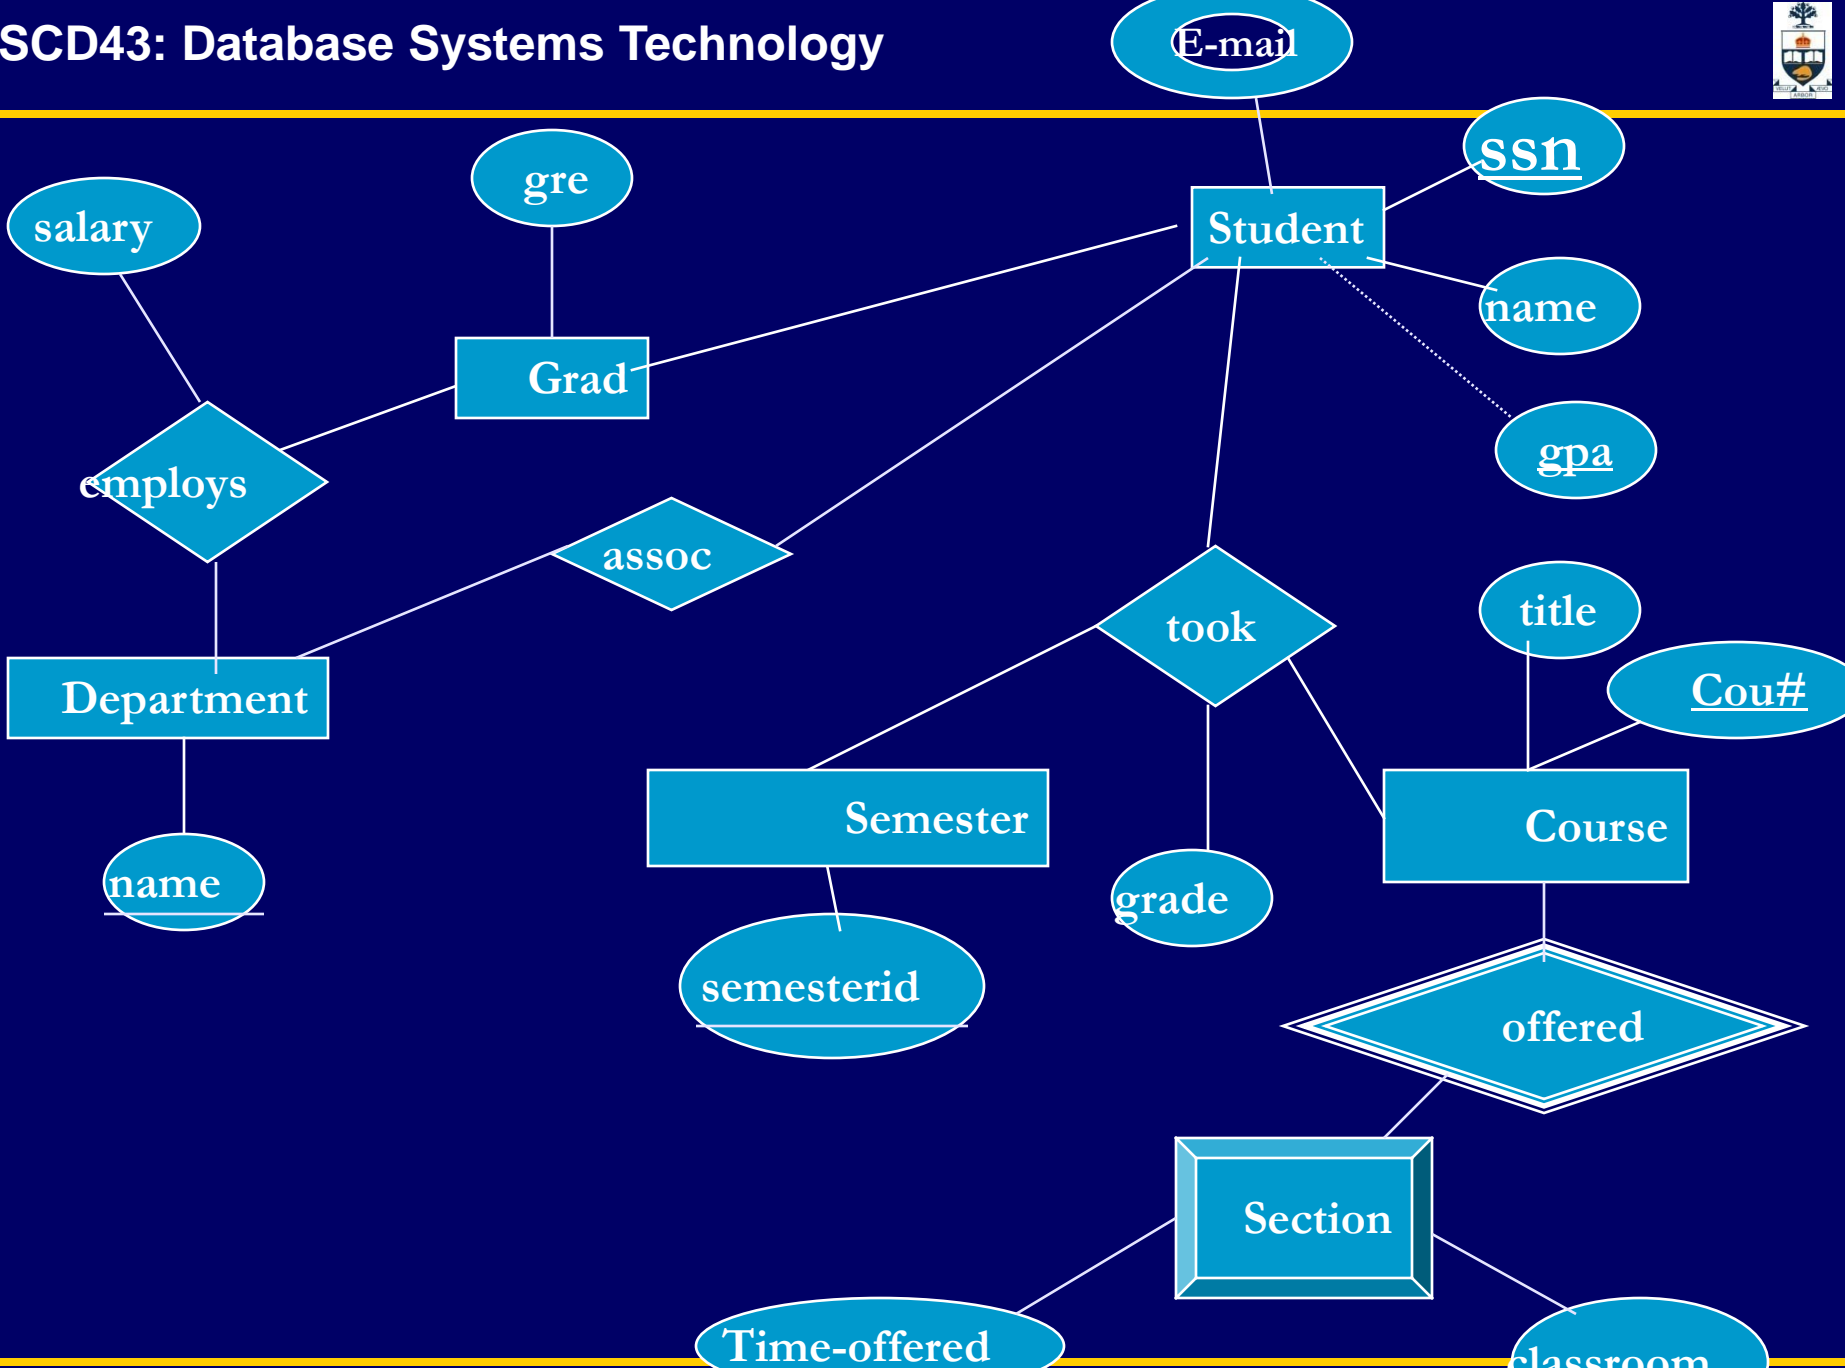 SCD43: Database Systems Technology
E-mail
ssn
gre
salary
Student
name
Grad
gpa
employs
assoc
title
took
Cou#
Department
Semester
Course
name
grade
semesterid
offered
Section
Time-offered
classroom